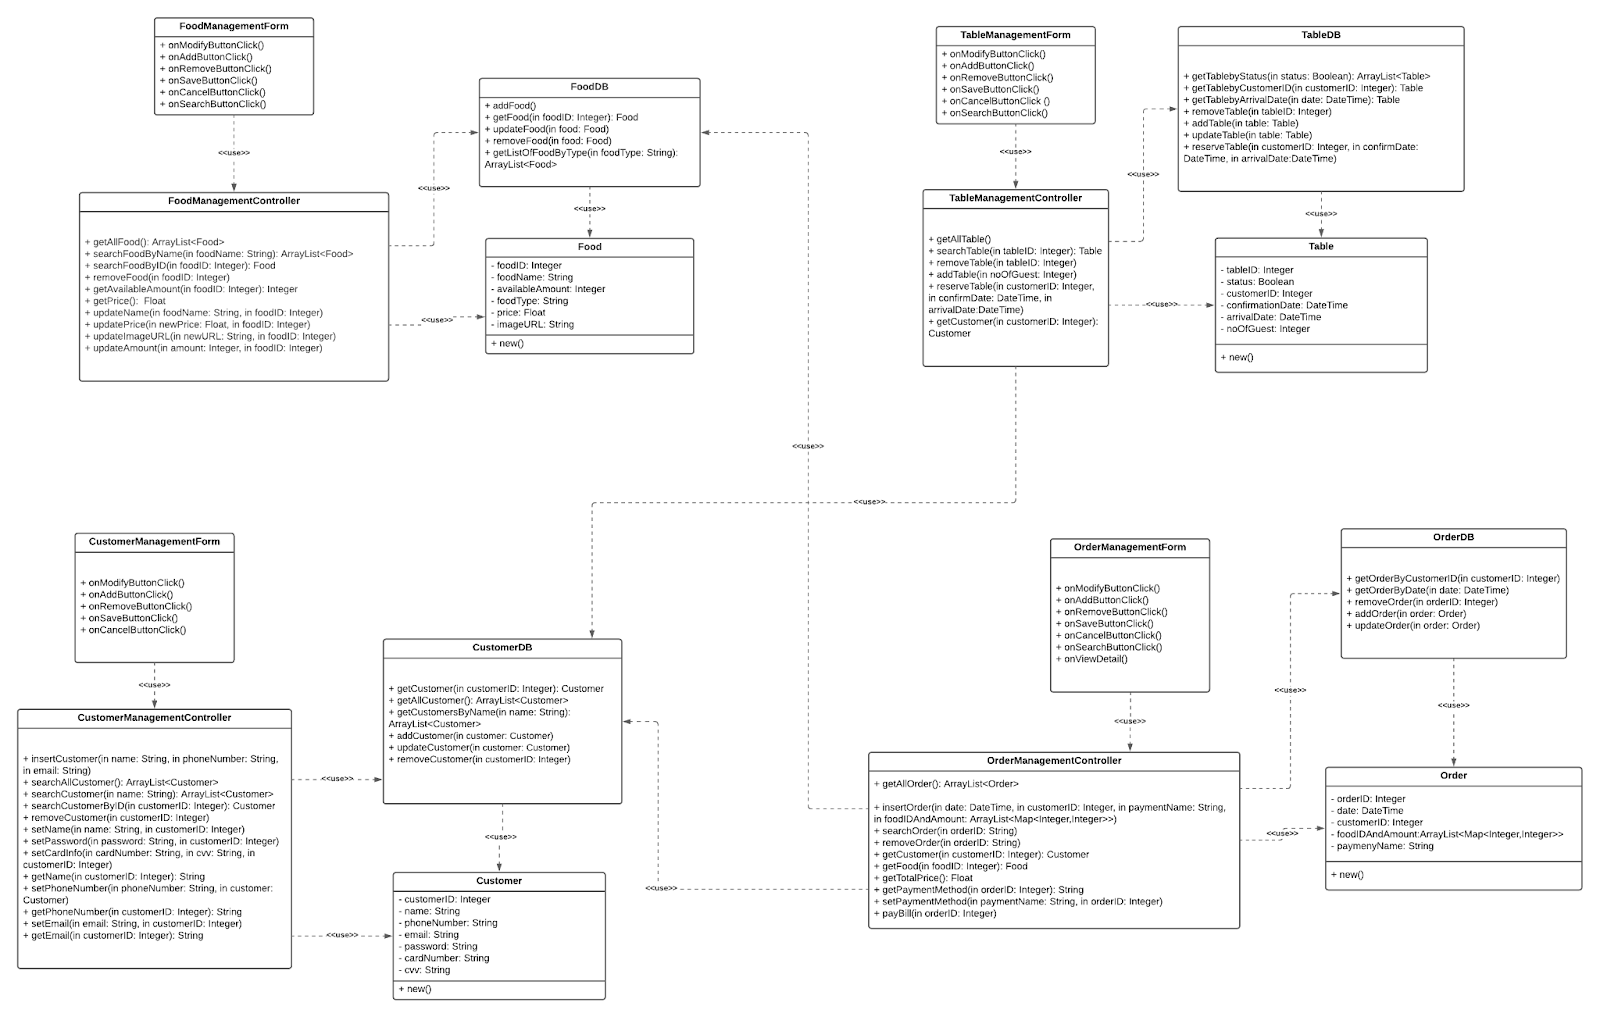 FoodManagementForm
+ onModifyButtonClick()
+ onAddButtonClick()
+ onRemoveButtonClick()
+ onSaveButtonClick()
+ onCancelButtonClick()
+ onSearchButtonClick()
<<use>>
FoodManagementController
+ getAllFood(): ArrayList<Food>
+ searchFoodByName(in foodName: String): ArrayList<Food>
+ searchFoodByID(in foodID: Integer): Food
+ removeFood(in foodID: Integer)
+ getAvailableAmount(in foodID: Integer): Integer
+ getPrice(): Float
+ updateName(in foodName: String, in foodID: Integer)
+ updatePrice(in newPrice: Float, in foodID: Integer)
+ updateImageURL(in newURL: String, in foodID: Integer)
+ updateAmount(in amount: Integer, in foodID: Integer)
<<use>>
<<use>>
FoodDB
+ addFood()
+ getFood(in foodID: Integer): Food
+ updateFood(in food: Food)
+ removeFood(in food: Food)
+ getListOfFoodByType(in foodType: String):
ArrayList<Food>
<<use>>
Food
- foodID: Integer
- foodName: String
- availableAmount: Integer
- foodType: String
- price: Float
- imageURL: String
+ new()
<<use>>
TableManagementForm
+ onModifyButtonClick()
+ onAddButtonClick()
+ onRemoveButtonClick()
+ onSaveButtonClick()
+ onCancelButtonClick ()
+ onSearchButtonClick()
<<use>>
TableManagementController
+ getAllTable()
+ searchTable(in tableID: Integer): Table
+ removeTable(in tableID: Integer)
+ addTable(in noOfGuest: Integer)
+ reserveTable(in customerID: Integer,
in confirmDate: DateTime, in
arrivalDate:DateTime)
+ getCustomer(in customerID: Integer):
Customer
<<use>>
<<use>>
TableDB
+ getTablebyStatus(in status: Boolean): ArrayList<Table>
+ getTablebyCustomerID(in customerID: Integer): Table
+ getTablebyArrivalDate(in date: DateTime): Table
+ removeTable(in tableID: Integer)
+ addTable(in table: Table)
+ updateTable(in table: Table)
+ reserveTable(in customerID: Integer, in confirmDate:
DateTime, in arrivalDate:DateTime)
<<use>>
Table
- tableID: Integer
- status: Boolean
- customerID: Integer
- confirmationDate: DateTime
- arrivalDate: DateTime
- noOfGuest: Integer
+ new()
<<use>>
CustomerManagementForm
+ onModifyButtonClick()
+ onAddButtonClick()
+ onRemoveButtonClick()
+ onSaveButtonClick()
+ onCancelButtonClick()
<<use>>
CustomerManagementController
+ insertCustomer(in name: String, in phoneNumber: String,
in email: String)
+ searchAllCustomer(): ArrayList<Customer>
+ searchCustomer(in name: String): ArrayList<Customer>
+ searchCustomerByID(in customerID: Integer): Customer
+ removeCustomer(in customerID: Integer)
+ setName(in name: String, in customerID: Integer)
+ setPassword(in password: String, in customerID: Integer)
+ setCardInfo(in cardNumber: String, in cvv: String, in
customerID: Integer)
+ getName(in customerID: Integer): String
+ setPhoneNumber(in phoneNumber: String, in customer:
Customer)
+ getPhoneNumber(in customerID: Integer): String
+ setEmail(in email: String, in customerID: Integer)
+ getEmail(in customerID: Integer): String
<<use>>
<<use>>
CustomerDB
+ getCustomer(in customerID: Integer): Customer
+ getAllCustomer(): ArrayList<Customer>
+ getCustomersByName(in name: String):
ArrayList<Customer>
+ addCustomer(in customer: Customer)
+ updateCustomer(in customer: Customer)
+ removeCustomer(in customerID: Integer)
<<use>>
Customer
- customerID: Integer
- name: String
- phoneNumber: String
- email: String
- password: String
- cardNumber: String
- cvv: String
+ new()
<<use>>
OrderManagementForm
+ onModifyButtonClick()
+ onAddButtonClick()
+ onRemoveButtonClick()
+ onSaveButtonClick()
+ onCancelButtonClick()
+ onSearchButtonClick()
+ onViewDetail()
<<use>>
OrderManagementController
+ getAllOrder(): ArrayList<Order>
+ insertOrder(in date: DateTime, in customerID: Integer, in paymentName: String,
in foodIDAndAmount: ArrayList<Map<Integer,Integer>>)
+ searchOrder(in orderID: String)
+ removeOrder(in orderID: String)
+ getCustomer(in customerID: Integer): Customer
+ getFood(in foodID: Integer): Food
+ getTotalPrice(): Float
+ getPaymentMethod(in orderID: Integer): String
+ setPaymentMethod(in paymentName: String, in orderID: Integer)
+ payBill(in orderID: Integer)
<<use>>
<<use>>
OrderDB
+ getOrderByCustomerID(in customerID: Integer)
+ getOrderByDate(in date: DateTime)
+ removeOrder(in orderID: Integer)
+ addOrder(in order: Order)
+ updateOrder(in order: Order)
<<use>>
Order
- orderID: Integer
- date: DateTime
- customerID: Integer
- foodIDAndAmount:ArrayList<Map<Integer,Integer>>
- paymenyName: String
+ new()